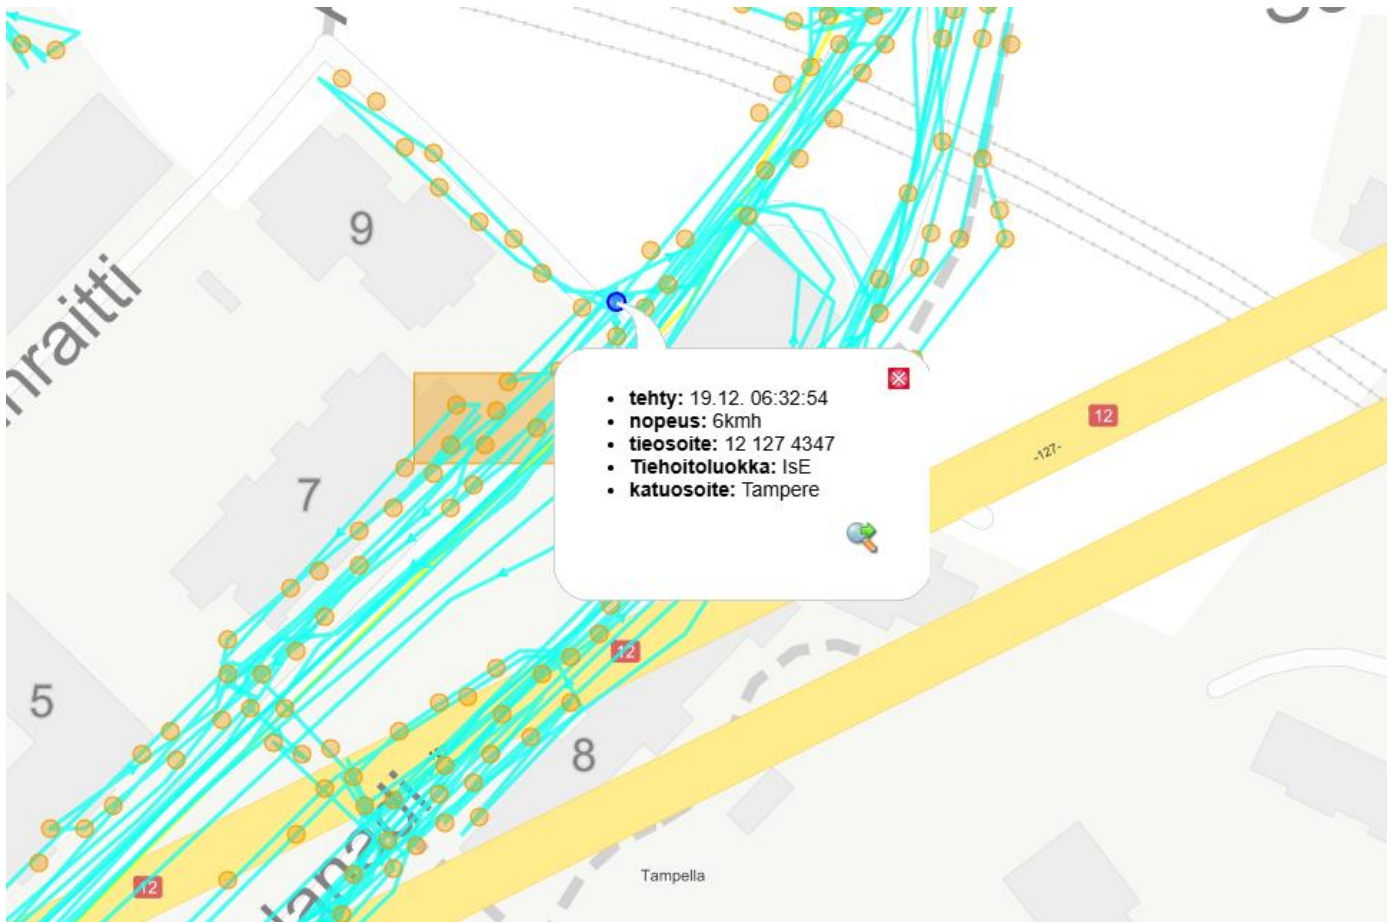 9
nraitti
7
5
• tehty: 19.12. 06:32:54
• nopeus: 6kmh
• tieosoite: 12 127 4347
• Tiehoitoluokka: IsE
• katuosoite: Tampere
12
-127-
12
8
12
Tampella